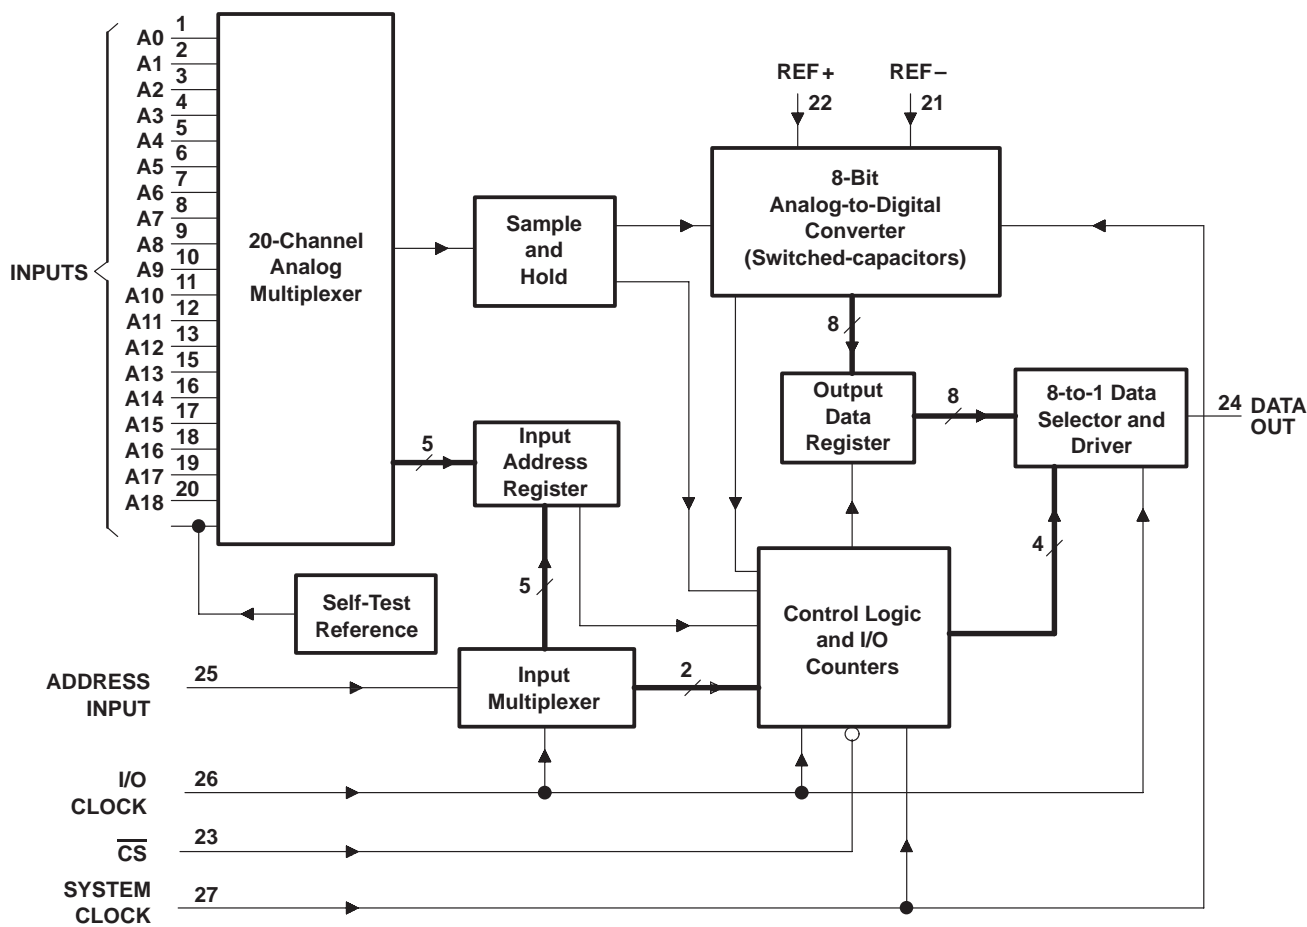 INPUTS
A0 1
A1 2
A2 3
A3 4
A4 5
A5 6
A6 7
A7 8
A8 9
A9 10
A10 11
A11 12
A12 13
A13 15
A14 16
A15 17
A16 18
A17 19
A18 20
20-Channel
Analog
Multiplexer
Sample
and
Hold
REF+
22
REF–
21
8-Bit
Analog-to-Digital
Converter
(Switched-capacitors)
8
Output
Data
Register
8
8-to-1 Data
Selector and
Driver
24 DATA
OUT
5
Input
Address
Register
5
4
Self-Test
Reference
Control Logic
and I/O
Counters
ADDRESS
INPUT
25
Input
Multiplexer
2
I/O
CLOCK
26
C̅S̅
23
SYSTEM
CLOCK
27